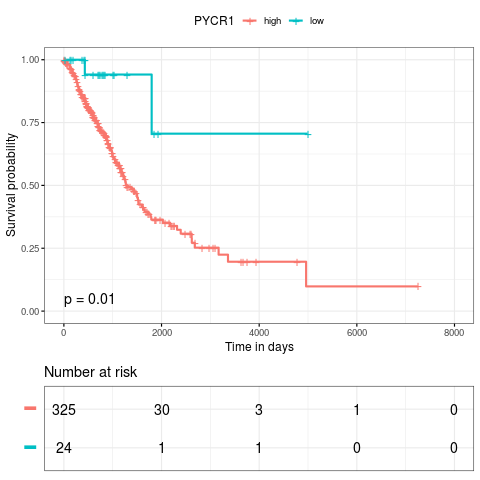 PYCR1 high low
1.00
0.75
0.50
0.25
0.00
Survival probability
p = 0.01
0 2000 4000 6000 8000
Time in days
Number at risk
325 30 3 1 0
24 1 1 0 0